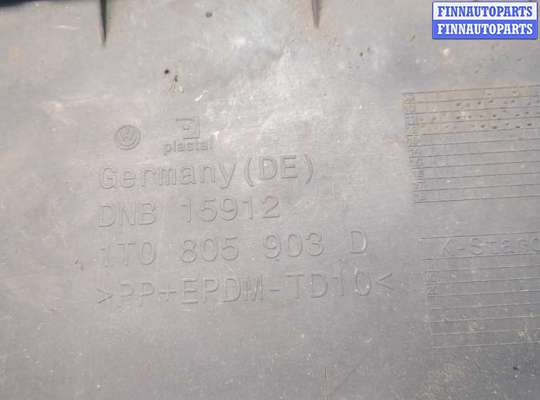 FINNAUTOPARTS
FINNAUTOPARTS
plastal
Germany (DE)
DNB 15912
1T0 805 903 D
>PP+EPDM-TD10<